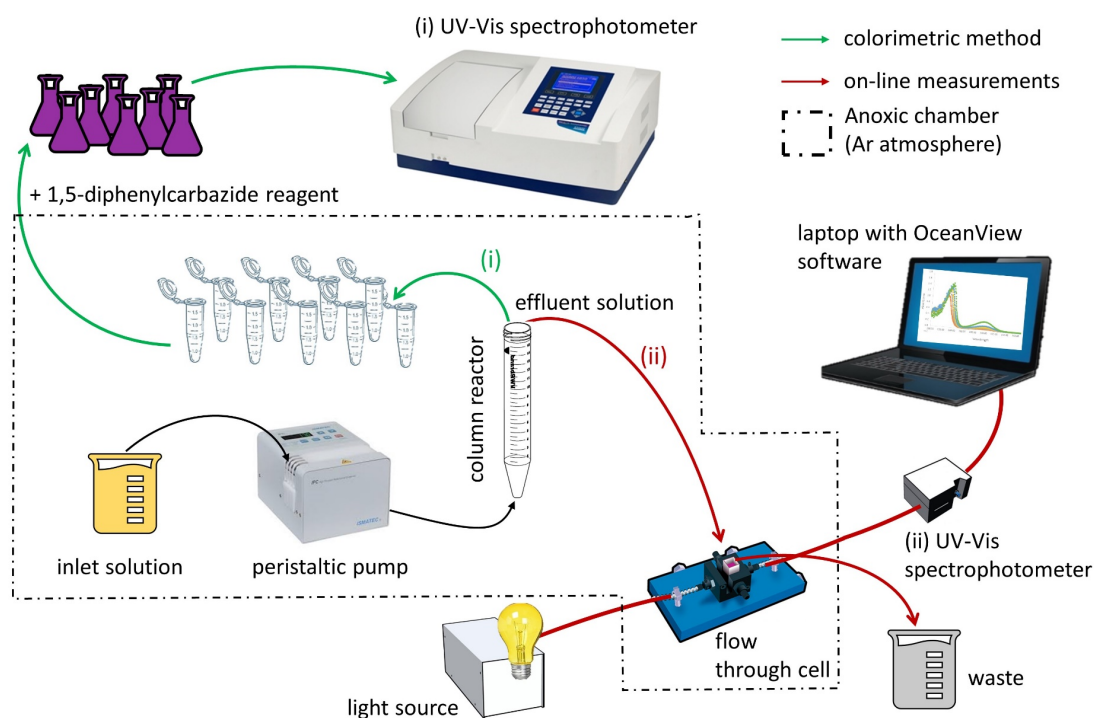 (i) UV-Vis spectrophotometer
colorimetric method
on-line measurements
Anoxic chamber
(Ar atmosphere)
+ 1,5-diphenylcarbazide reagent
laptop with OceanView
software
(i)
effluent solution
(ii)
column reactor
inlet solution
peristaltic pump
(ii) UV-Vis
spectrophotometer
flow
through cell
light source
waste